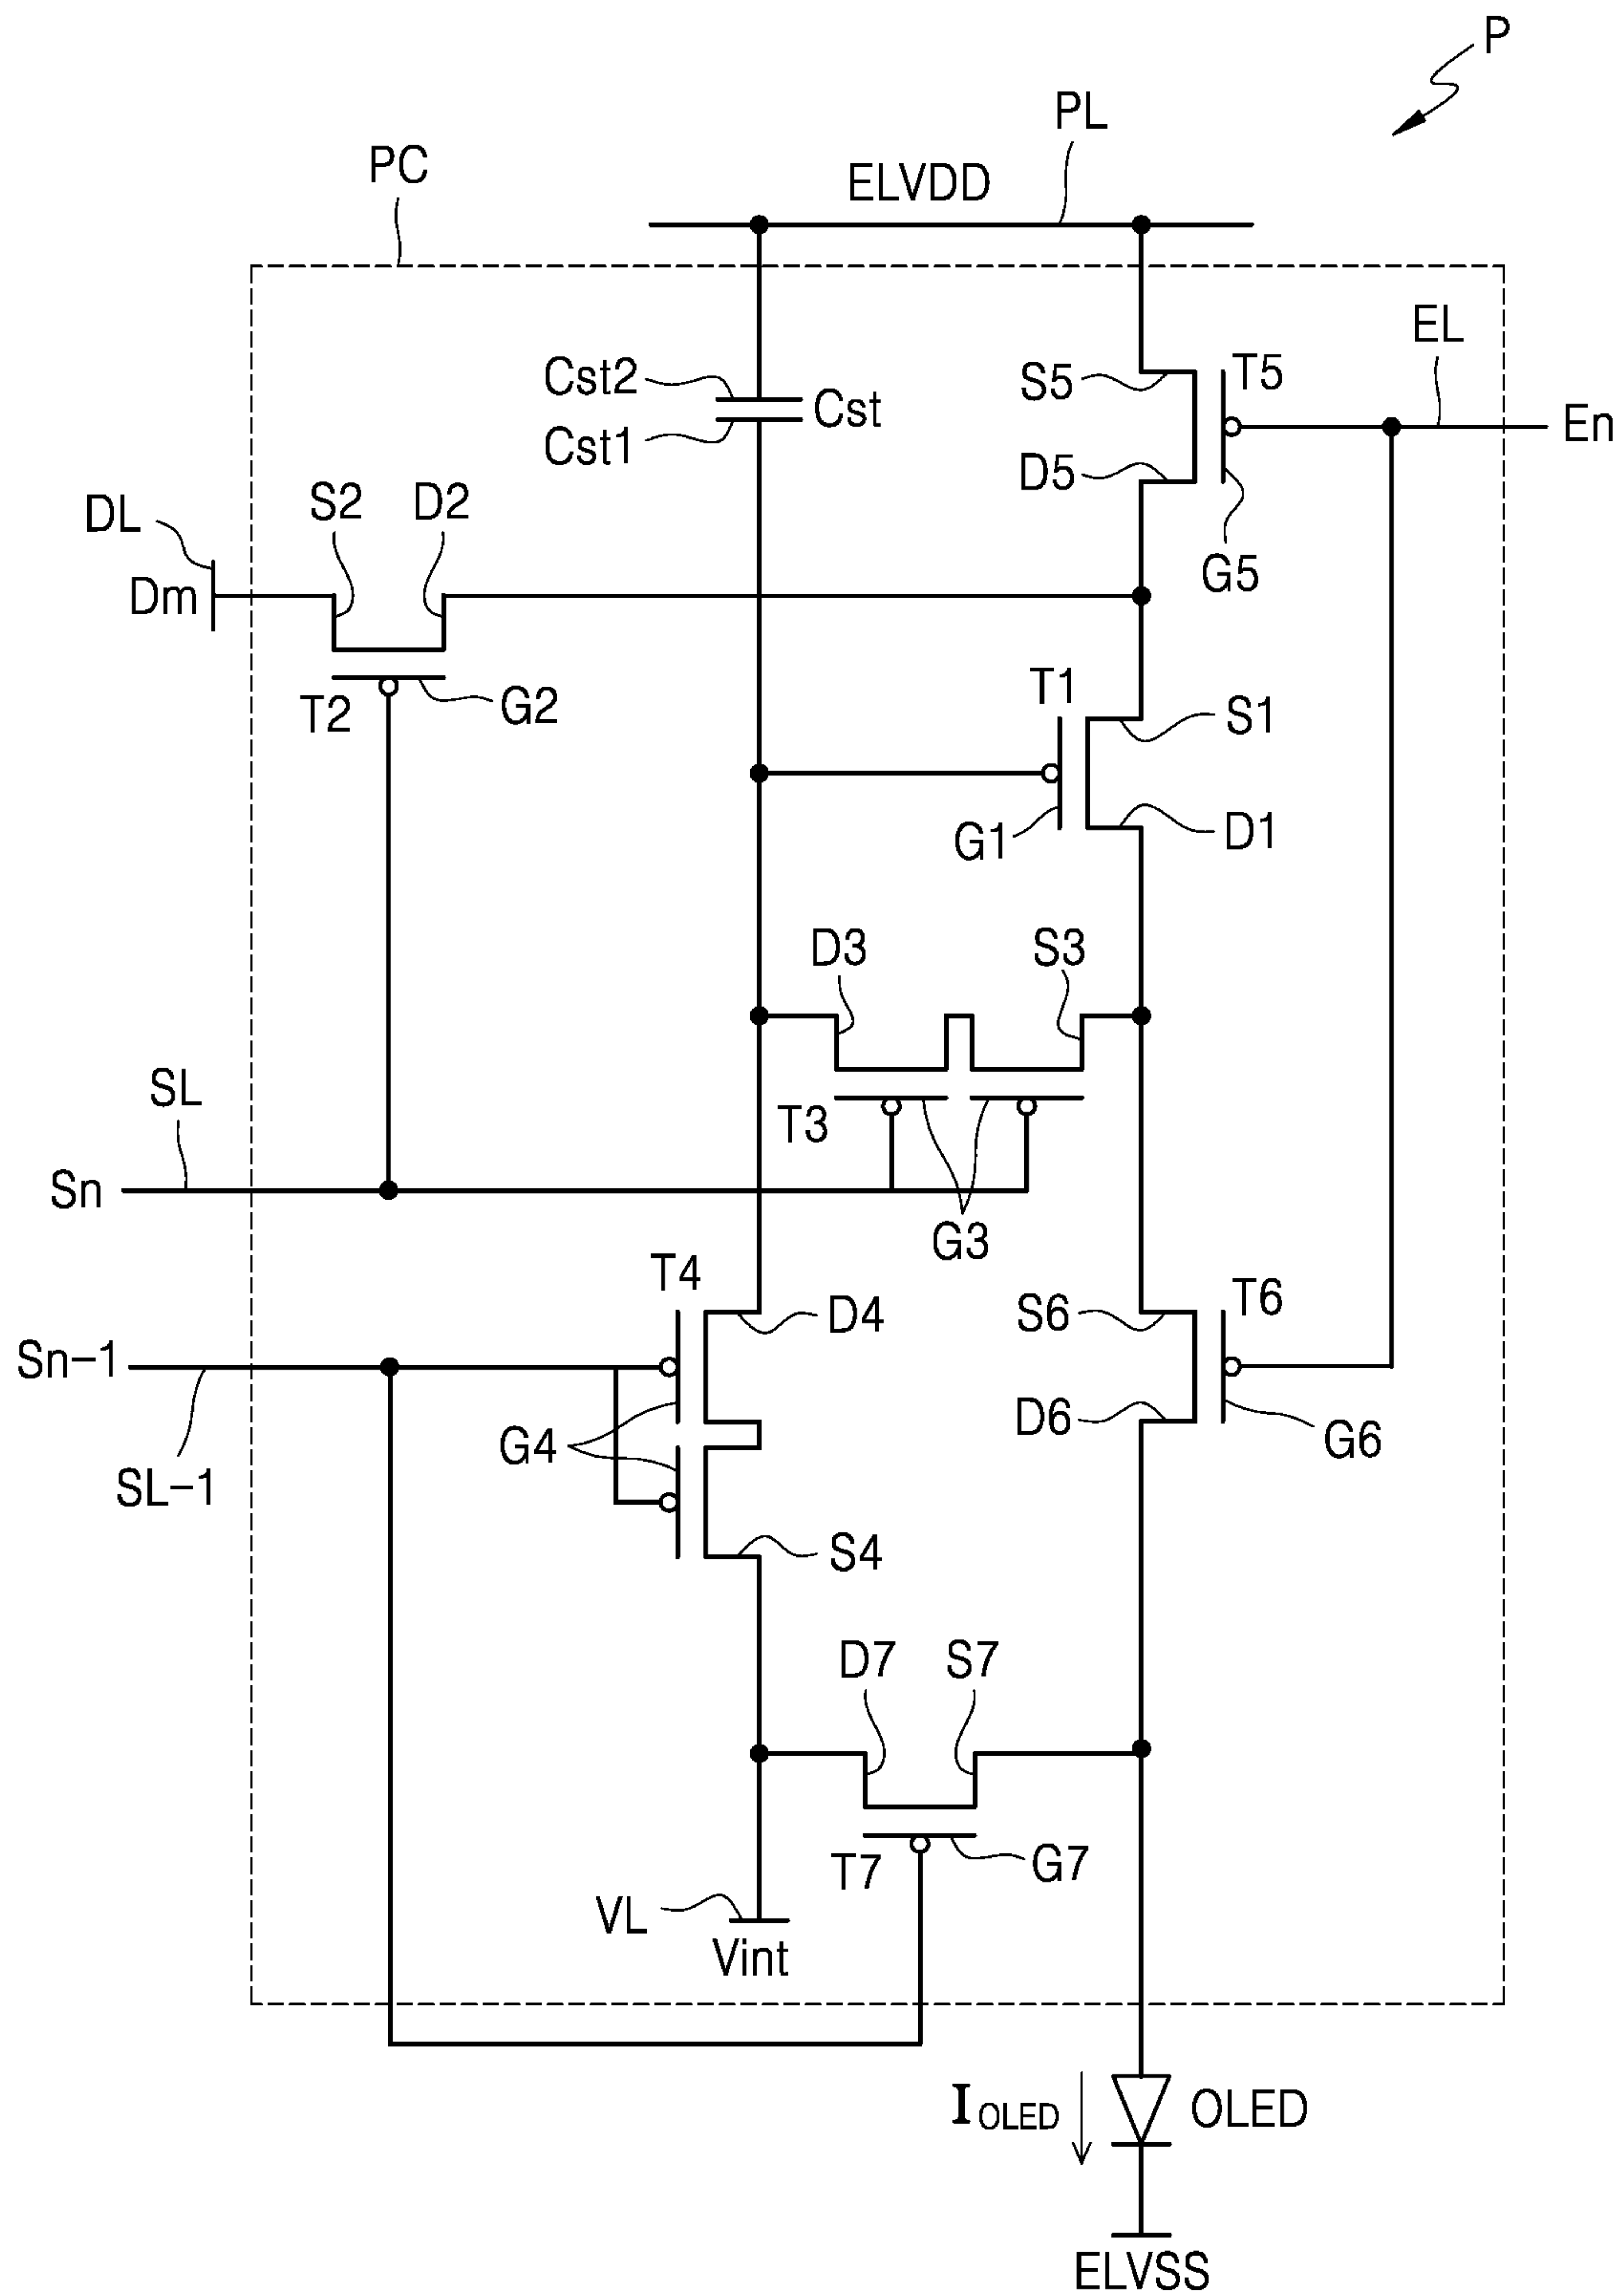 P
PL
PC
ELVDD
EL
Cst2
Cst
S5
T5
En
Cst1
D5
DL
S2
D2
G5
Dm
T1
T2
G2
S1
G1
D1
D3
S3
SL
T3
Sn
G3
T4
D4
S6
T6
Sn-1
D6
G4
G6
SL-1
S4
D7
S7
T7
G7
VL
Vint
IOLED
OLED
ELVSS